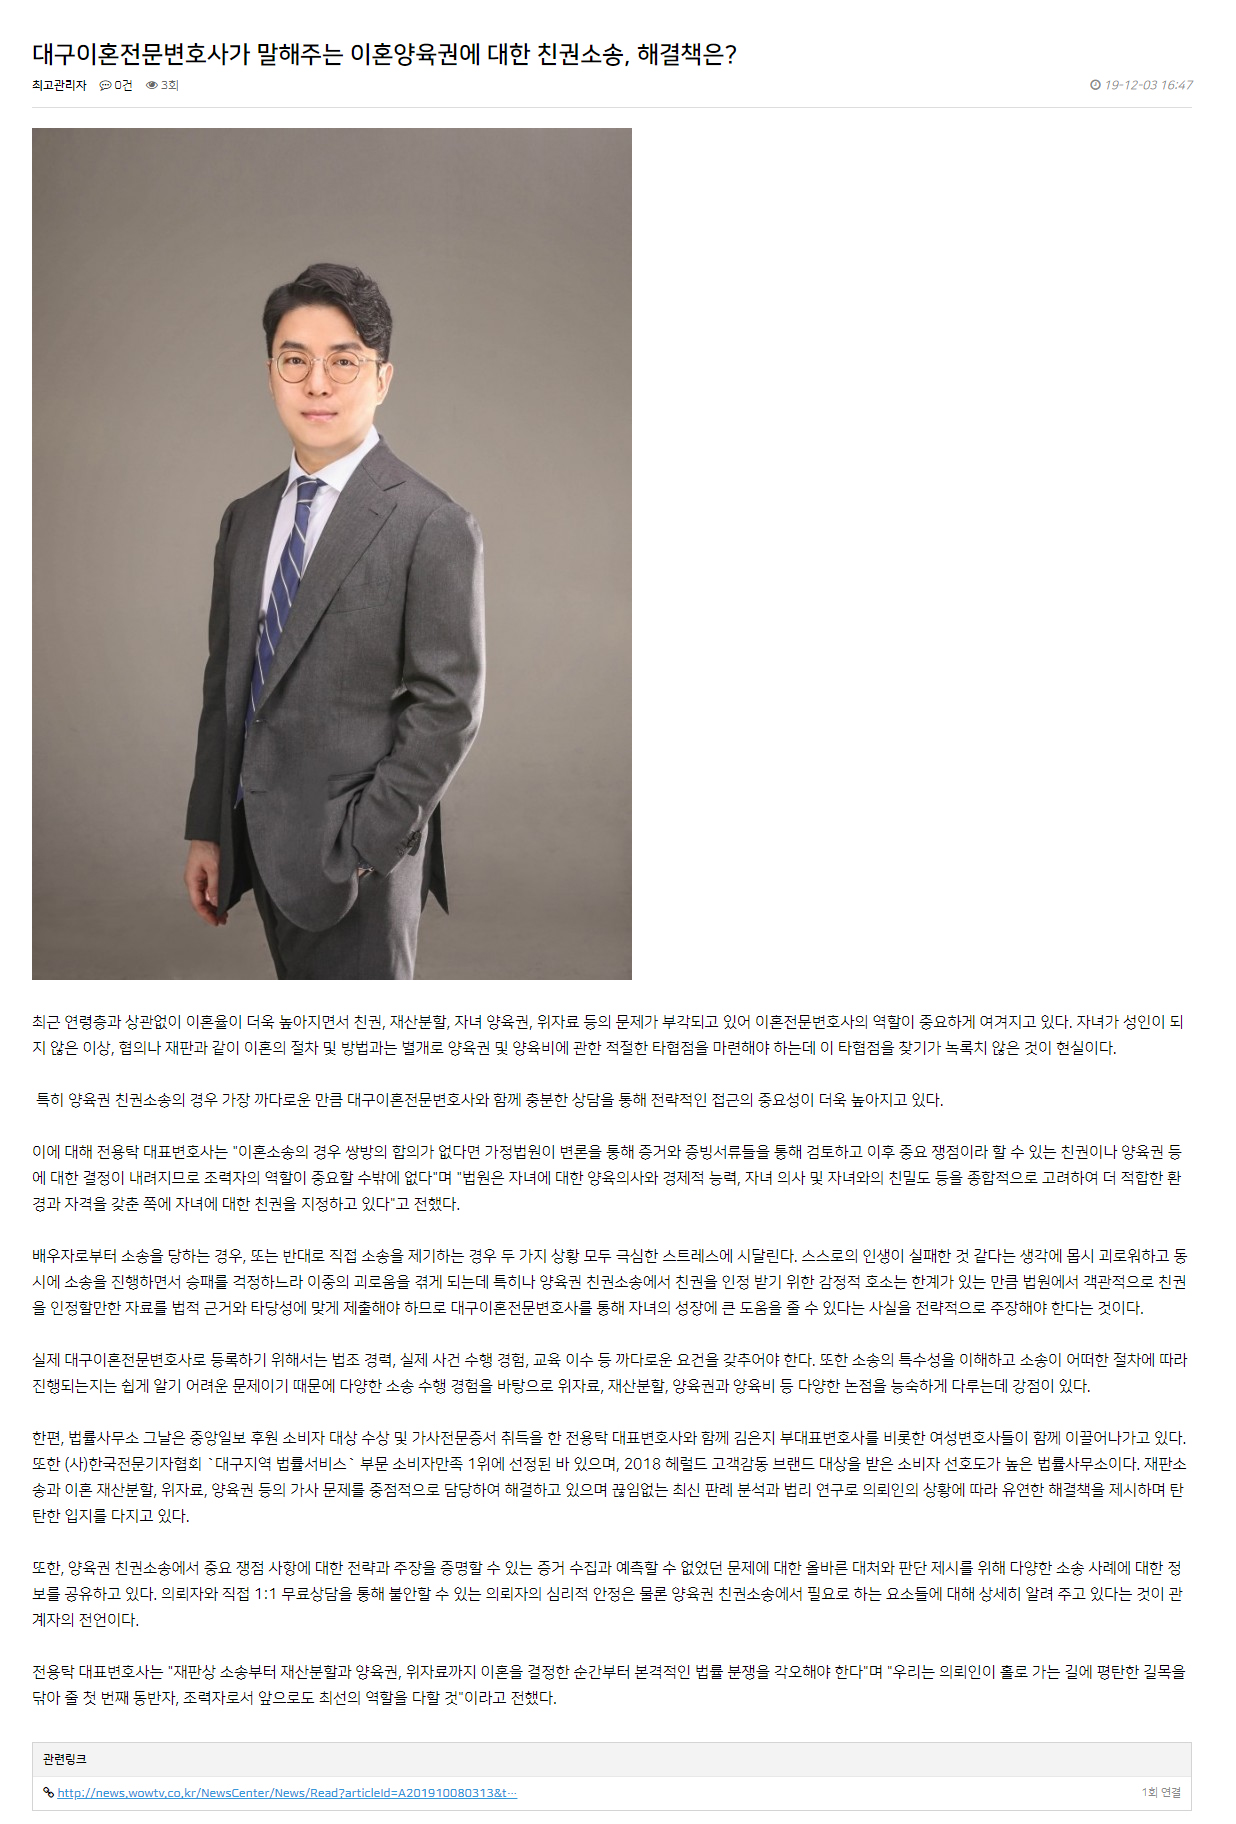 대구이혼전문변호사가 말해주는 이혼양육권에 대한 친권소송, 해결책은?
최고관리자 0건 3회 19-12-03 16:47
최근 연령층과 상관없이 이혼율이 더욱 높아지면서 친권, 재산분할, 자녀 양육권, 위자료 등의 문제가 부각되고 있어 이혼전문변호사의 역할이 중요하게 여겨지고 있다. 자녀가 성인이 되
지 않은 이상, 협의나 재판과 같이 이혼의 절차 및 방법과는 별개로 양육권 및 양육비에 관한 적절한 타협점을 마련해야 하는데 이 타협점을 찾기가 녹록치 않은 것이 현실이다.
특히 양육권 친권소송의 경우 가장 까다로운 만큼 대구이혼전문변호사와 함께 충분한 상담을 통해 전략적인 접근의 중요성이 더욱 높아지고 있다.
이에 대해 전용탁 대표변호사는 "이혼소송의 경우 쌍방의 합의가 없다면 가정법원이 변론을 통해 증거와 증빙서류들을 통해 검토하고 이후 중요 쟁점이라 할 수 있는 친권이나 양육권 등
에 대한 결정이 내려지므로 조력자의 역할이 중요할 수밖에 없다"며 "법원은 자녀에 대한 양육의사와 경제적 능력, 자녀 의사 및 자녀와의 친밀도 등을 종합적으로 고려하여 더 적합한 환
경과 자격을 갖춘 쪽에 자녀에 대한 친권을 지정하고 있다"고 전했다.
배우자로부터 소송을 당하는 경우, 또는 반대로 직접 소송을 제기하는 경우 두 가지 상황 모두 극심한 스트레스에 시달린다. 스스로의 인생이 실패한 것 같다는 생각에 몹시 괴로워하고 동
시에 소송을 진행하면서 승패를 걱정하느라 이중의 괴로움을 겪게 되는데 특히나 양육권 친권소송에서 친권을 인정 받기 위한 감정적 호소는 한계가 있는 만큼 법원에서 객관적으로 친권
을 인정할만한 자료를 법적 근거와 타당성에 맞게 제출해야 하므로 대구이혼전문변호사를 통해 자녀의 성장에 큰 도움을 줄 수 있다는 사실을 전략적으로 주장해야 한다는 것이다.
실제 대구이혼전문변호사로 등록하기 위해서는 법조 경력, 실제 사건 수행 경험, 교육 이수 등 까다로운 요건을 갖추어야 한다. 또한 소송의 특수성을 이해하고 소송이 어떠한 절차에 따라
진행되는지는 쉽게 알기 어려운 문제이기 때문에 다양한 소송 수행 경험을 바탕으로 위자료, 재산분할, 양육권과 양육비 등 다양한 논점을 능숙하게 다루는데 강점이 있다.
한편, 법률사무소 그날은 중앙일보 후원 소비자 대상 수상 및 가사전문증서 취득을 한 전용탁 대표변호사와 함께 김은지 부대표변호사를 비롯한 여성변호사들이 함께 이끌어나가고 있다.
또한 (사)한국전문기자협회 `대구지역 법률서비스` 부문 소비자만족 1위에 선정된 바 있으며, 2018 헤럴드 고객감동 브랜드 대상을 받은 소비자 선호도가 높은 법률사무소이다. 재판소
송과 이혼 재산분할, 위자료, 양육권 등의 가사 문제를 중점적으로 담당하여 해결하고 있으며 끊임없는 최신 판례 분석과 법리 연구로 의뢰인의 상황에 따라 유연한 해결책을 제시하며 탄
탄한 입지를 다지고 있다.
또한, 양육권 친권소송에서 중요 쟁점 사항에 대한 전략과 주장을 증명할 수 있는 증거 수집과 예측할 수 없었던 문제에 대한 올바른 대처와 판단 제시를 위해 다양한 소송 사례에 대한 정
보를 공유하고 있다. 의뢰자와 직접 1:1 무료상담을 통해 불안할 수 있는 의뢰자의 심리적 안정은 물론 양육권 친권소송에서 필요로 하는 요소들에 대해 상세히 알려 주고 있다는 것이 관
계자의 전언이다.
전용탁 대표변호사는 "재판상 소송부터 재산분할과 양육권, 위자료까지 이혼을 결정한 순간부터 본격적인 법률 분쟁을 각오해야 한다"며 "우리는 의뢰인이 홀로 가는 길에 평탄한 길목을
닦아 줄 첫 번째 동반자, 조력자로서 앞으로도 최선의 역할을 다할 것"이라고 전했다.
관련링크
http://news.wowtv.co.kr/NewsCenter/News/Read?articleId=A201910080313&t… 1회 연결